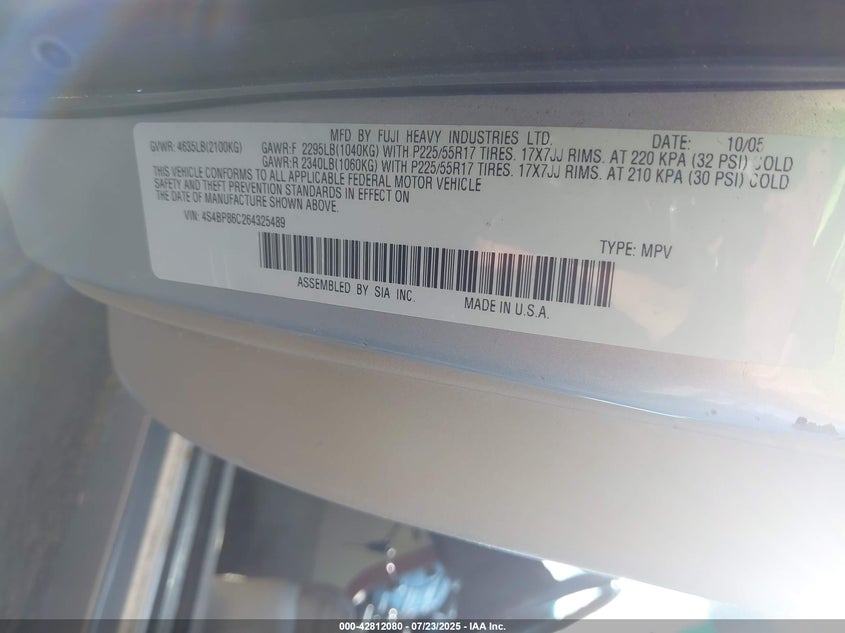 MFD BY FUJI HEAVY INDUSTRIES LTD. DATE: 10/05
GVWR: 4635LB(2100KG) GAWR:F 2295LB(1040KG) WITH P225/55R17 TIRES. 17X7JJ RIMS. AT 220 KPA (32 PSI) COLD
GAWR:R 2340LB(1060KG) WITH P225/55R17 TIRES. 17X7JJ RIMS. AT 210 KPA (30 PSI) COLD
THIS VEHICLE CONFORMS TO ALL APPLICABLE FEDERAL MOTOR VEHICLE
SAFETY AND THEFT PREVENTION STANDARDS IN EFFECT ON
THE DATE OF MANUFACTURE SHOWN ABOVE.
VIN: 4S4BP86C264325489
TYPE: MPV
ASSEMBLED BY SIA INC. MADE IN U.S.A.
000-42812080 - 07/23/2025 - IAA Inc.